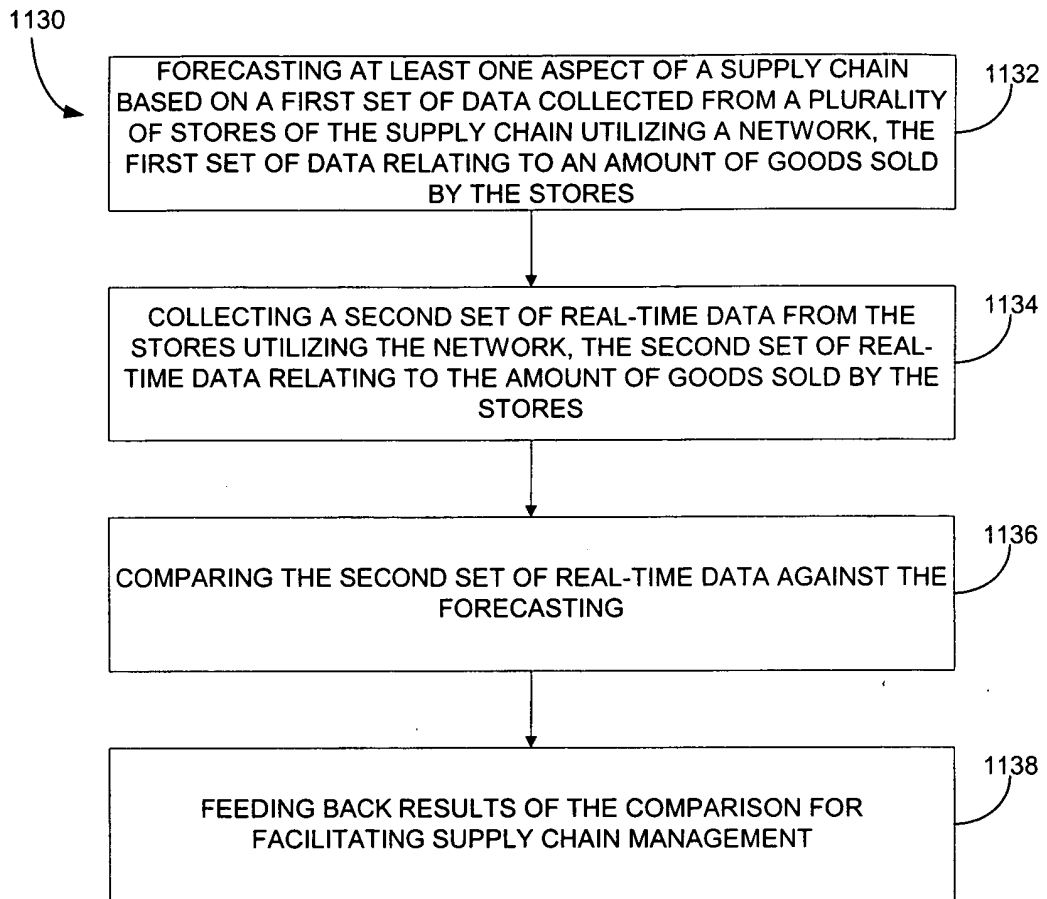 1130
FORECASTING AT LEAST ONE ASPECT OF A SUPPLY CHAIN
BASED ON A FIRST SET OF DATA COLLECTED FROM A PLURALITY
OF STORES OF THE SUPPLY CHAIN UTILIZING A NETWORK, THE
FIRST SET OF DATA RELATING TO AN AMOUNT OF GOODS SOLD
BY THE STORES
1132
COLLECTING A SECOND SET OF REAL-TIME DATA FROM THE
STORES UTILIZING THE NETWORK, THE SECOND SET OF REAL-
TIME DATA RELATING TO THE AMOUNT OF GOODS SOLD BY THE
STORES
1134
COMPARING THE SECOND SET OF REAL-TIME DATA AGAINST THE
FORECASTING
1136
FEEDING BACK RESULTS OF THE COMPARISON FOR
FACILITATING SUPPLY CHAIN MANAGEMENT
1138